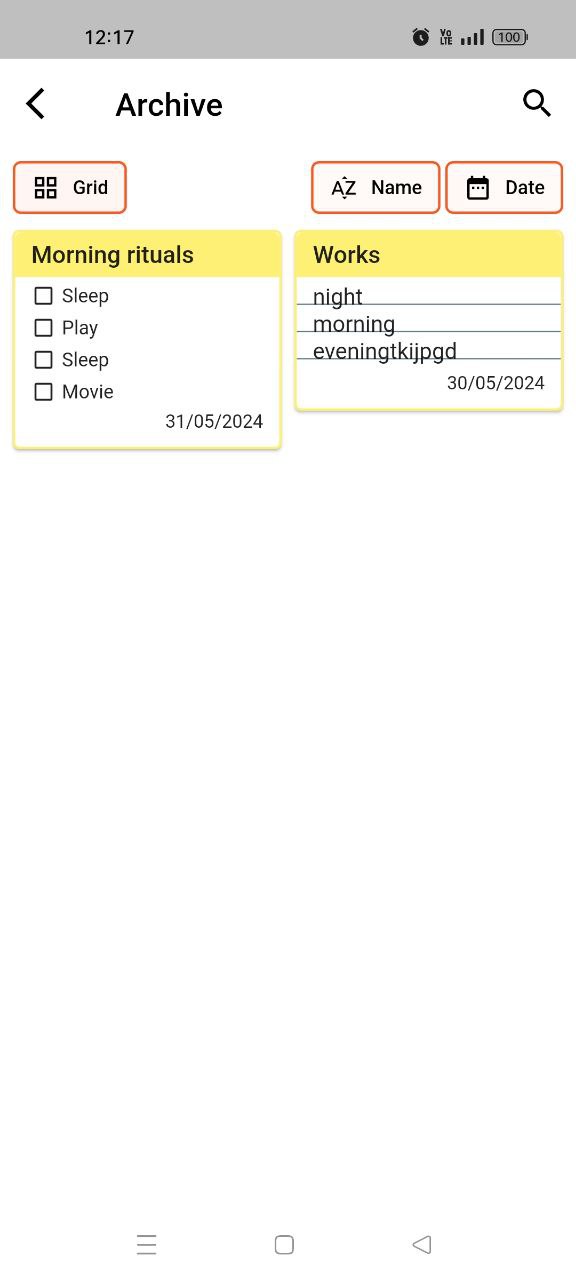 12:17
Vo LTE
100
Archive
Grid
AZ Name
Date
Morning rituals
Sleep
Play
Sleep
Movie
31/05/2024
Works
night
morning
eveningtkijpgd
30/05/2024